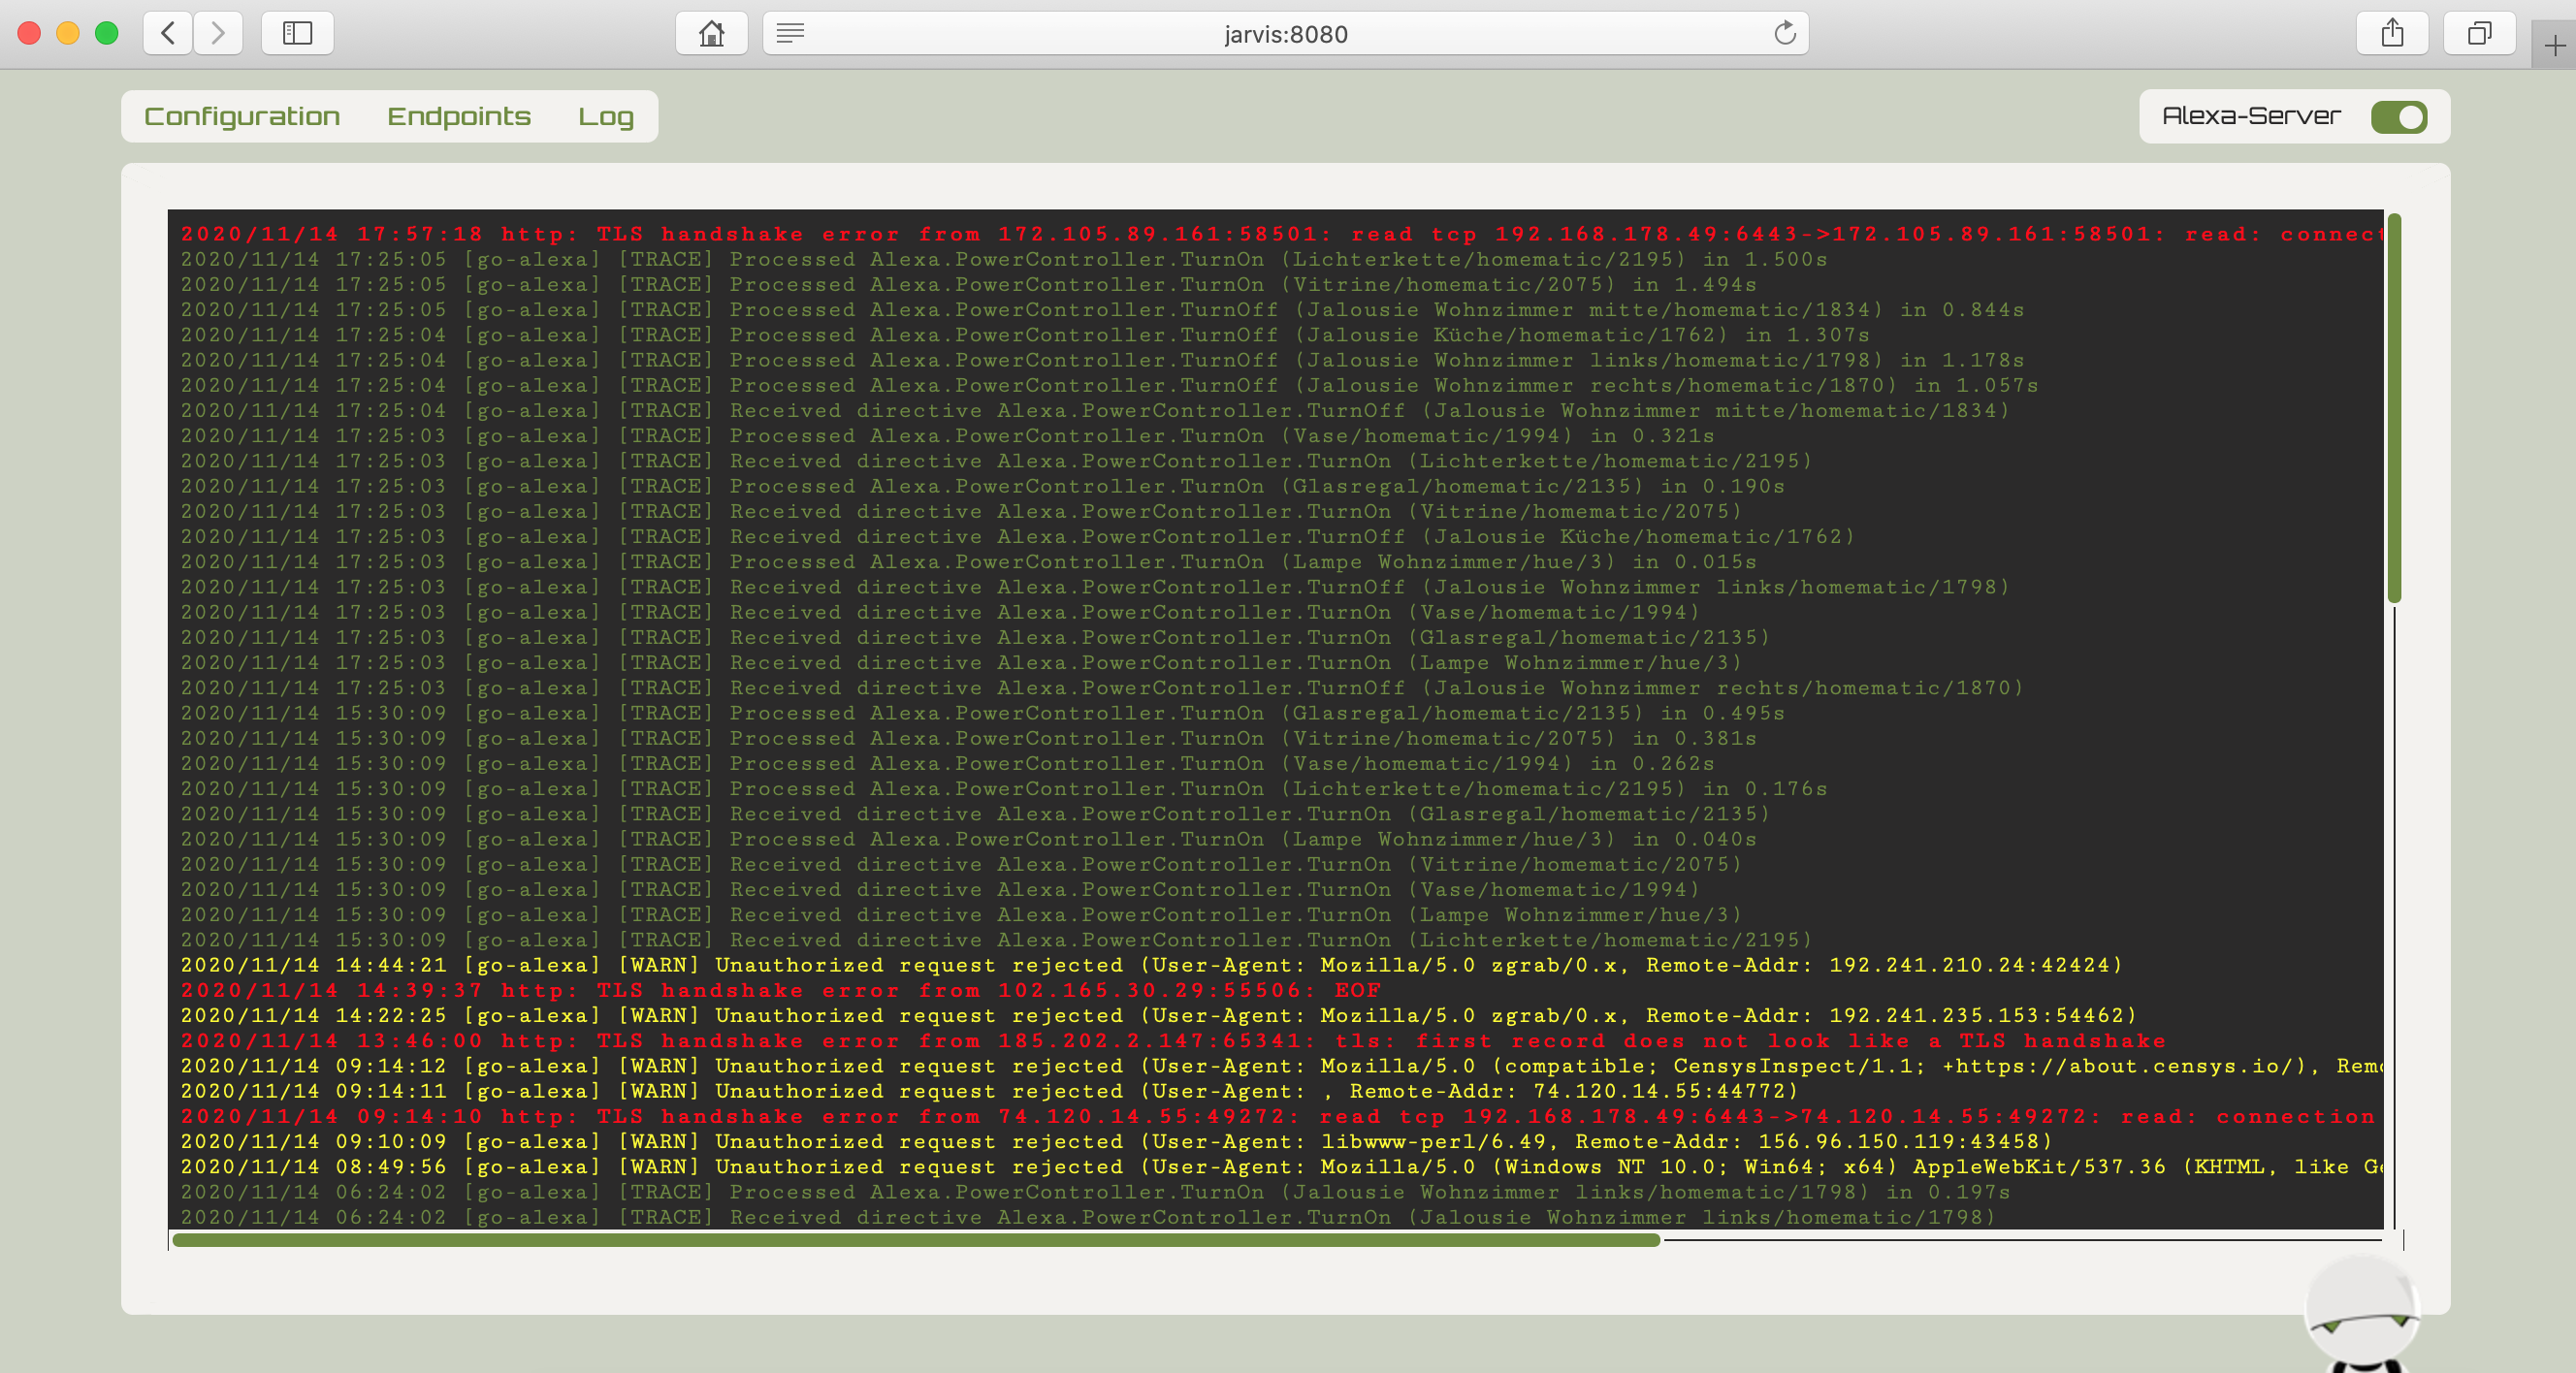 jarvis:8080
Configuration Endpoints Log Alexa-Server
2020/11/14 17:57:18 http: TLS handshake error from 172.105.89.161:58501: read tcp 192.168.178.49:6443->172.105.89.161:58501: read: connect
2020/11/14 17:25:05 [go-alexa] [TRACE] Processed Alexa.PowerController.TurnOn (Lichterkette/homematic/2195) in 1.500s
2020/11/14 17:25:05 [go-alexa] [TRACE] Processed Alexa.PowerController.TurnOn (Vitrine/homematic/2075) in 1.494s
2020/11/14 17:25:05 [go-alexa] [TRACE] Processed Alexa.PowerController.TurnOff (Jalousie Wohnzimmer mitte/homematic/1834) in 0.844s
2020/11/14 17:25:04 [go-alexa] [TRACE] Processed Alexa.PowerController.TurnOff (Jalousie Küche/homematic/1762) in 1.307s
2020/11/14 17:25:04 [go-alexa] [TRACE] Processed Alexa.PowerController.TurnOff (Jalousie Wohnzimmer links/homematic/1798) in 1.178s
2020/11/14 17:25:04 [go-alexa] [TRACE] Processed Alexa.PowerController.TurnOff (Jalousie Wohnzimmer rechts/homematic/1870) in 1.057s
2020/11/14 17:25:04 [go-alexa] [TRACE] Received directive Alexa.PowerController.TurnOff (Jalousie Wohnzimmer mitte/homematic/1834)
2020/11/14 17:25:03 [go-alexa] [TRACE] Processed Alexa.PowerController.TurnOn (Vase/homematic/1994) in 0.321s
2020/11/14 17:25:03 [go-alexa] [TRACE] Received directive Alexa.PowerController.TurnOn (Lichterkette/homematic/2195)
2020/11/14 17:25:03 [go-alexa] [TRACE] Processed Alexa.PowerController.TurnOn (Glasregal/homematic/2135) in 0.190s
2020/11/14 17:25:03 [go-alexa] [TRACE] Received directive Alexa.PowerController.TurnOn (Vitrine/homematic/2075)
2020/11/14 17:25:03 [go-alexa] [TRACE] Received directive Alexa.PowerController.TurnOff (Jalousie Küche/homematic/1762)
2020/11/14 17:25:03 [go-alexa] [TRACE] Processed Alexa.PowerController.TurnOn (Lampe Wohnzimmer/hue/3) in 0.015s
2020/11/14 17:25:03 [go-alexa] [TRACE] Received directive Alexa.PowerController.TurnOff (Jalousie Wohnzimmer links/homematic/1798)
2020/11/14 17:25:03 [go-alexa] [TRACE] Received directive Alexa.PowerController.TurnOn (Vase/homematic/1994)
2020/11/14 17:25:03 [go-alexa] [TRACE] Received directive Alexa.PowerController.TurnOn (Glasregal/homematic/2135)
2020/11/14 17:25:03 [go-alexa] [TRACE] Received directive Alexa.PowerController.TurnOn (Lampe Wohnzimmer/hue/3)
2020/11/14 17:25:03 [go-alexa] [TRACE] Received directive Alexa.PowerController.TurnOff (Jalousie Wohnzimmer rechts/homematic/1870)
2020/11/14 15:30:09 [go-alexa] [TRACE] Processed Alexa.PowerController.TurnOn (Glasregal/homematic/2135) in 0.495s
2020/11/14 15:30:09 [go-alexa] [TRACE] Processed Alexa.PowerController.TurnOn (Vitrine/homematic/2075) in 0.381s
2020/11/14 15:30:09 [go-alexa] [TRACE] Processed Alexa.PowerController.TurnOn (Vase/homematic/1994) in 0.262s
2020/11/14 15:30:09 [go-alexa] [TRACE] Processed Alexa.PowerController.TurnOn (Lichterkette/homematic/2195) in 0.176s
2020/11/14 15:30:09 [go-alexa] [TRACE] Received directive Alexa.PowerController.TurnOn (Glasregal/homematic/2135)
2020/11/14 15:30:09 [go-alexa] [TRACE] Processed Alexa.PowerController.TurnOn (Lampe Wohnzimmer/hue/3) in 0.040s
2020/11/14 15:30:09 [go-alexa] [TRACE] Received directive Alexa.PowerController.TurnOn (Vitrine/homematic/2075)
2020/11/14 15:30:09 [go-alexa] [TRACE] Received directive Alexa.PowerController.TurnOn (Vase/homematic/1994)
2020/11/14 15:30:09 [go-alexa] [TRACE] Received directive Alexa.PowerController.TurnOn (Lampe Wohnzimmer/hue/3)
2020/11/14 15:30:09 [go-alexa] [TRACE] Received directive Alexa.PowerController.TurnOn (Lichterkette/homematic/2195)
2020/11/14 14:44:21 [go-alexa] [WARN] Unauthorized request rejected (User-Agent: Mozilla/5.0 zgrab/0.x, Remote-Addr: 192.241.210.24:42424)
2020/11/14 14:39:37 http: TLS handshake error from 102.165.30.29:55506: EOF
2020/11/14 14:22:25 [go-alexa] [WARN] Unauthorized request rejected (User-Agent: Mozilla/5.0 zgrab/0.x, Remote-Addr: 192.241.235.153:54462)
2020/11/14 13:46:00 http: TLS handshake error from 185.202.2.147:65341: tls: first record does not look like a TLS handshake
2020/11/14 09:14:12 [go-alexa] [WARN] Unauthorized request rejected (User-Agent: Mozilla/5.0 (compatible; CensysInspect/1.1; +https://about.censys.io/), Rem
2020/11/14 09:14:11 [go-alexa] [WARN] Unauthorized request rejected (User-Agent: , Remote-Addr: 74.120.14.55:44772)
2020/11/14 09:14:10 http: TLS handshake error from 74.120.14.55:49272: read tcp 192.168.178.49:6443->74.120.14.55:49272: read: connection
2020/11/14 09:10:09 [go-alexa] [WARN] Unauthorized request rejected (User-Agent: libwww-perl/6.49, Remote-Addr: 156.96.150.119:43458)
2020/11/14 08:49:56 [go-alexa] [WARN] Unauthorized request rejected (User-Agent: Mozilla/5.0 (Windows NT 10.0; Win64; x64) AppleWebKit/537.36 (KHTML, like G
2020/11/14 06:24:02 [go-alexa] [TRACE] Processed Alexa.PowerController.TurnOn (Jalousie Wohnzimmer links/homematic/1798) in 0.197s
2020/11/14 06:24:02 [go-alexa] [TRACE] Received directive Alexa.PowerController.TurnOn (Jalousie Wohnzimmer links/homematic/1798)